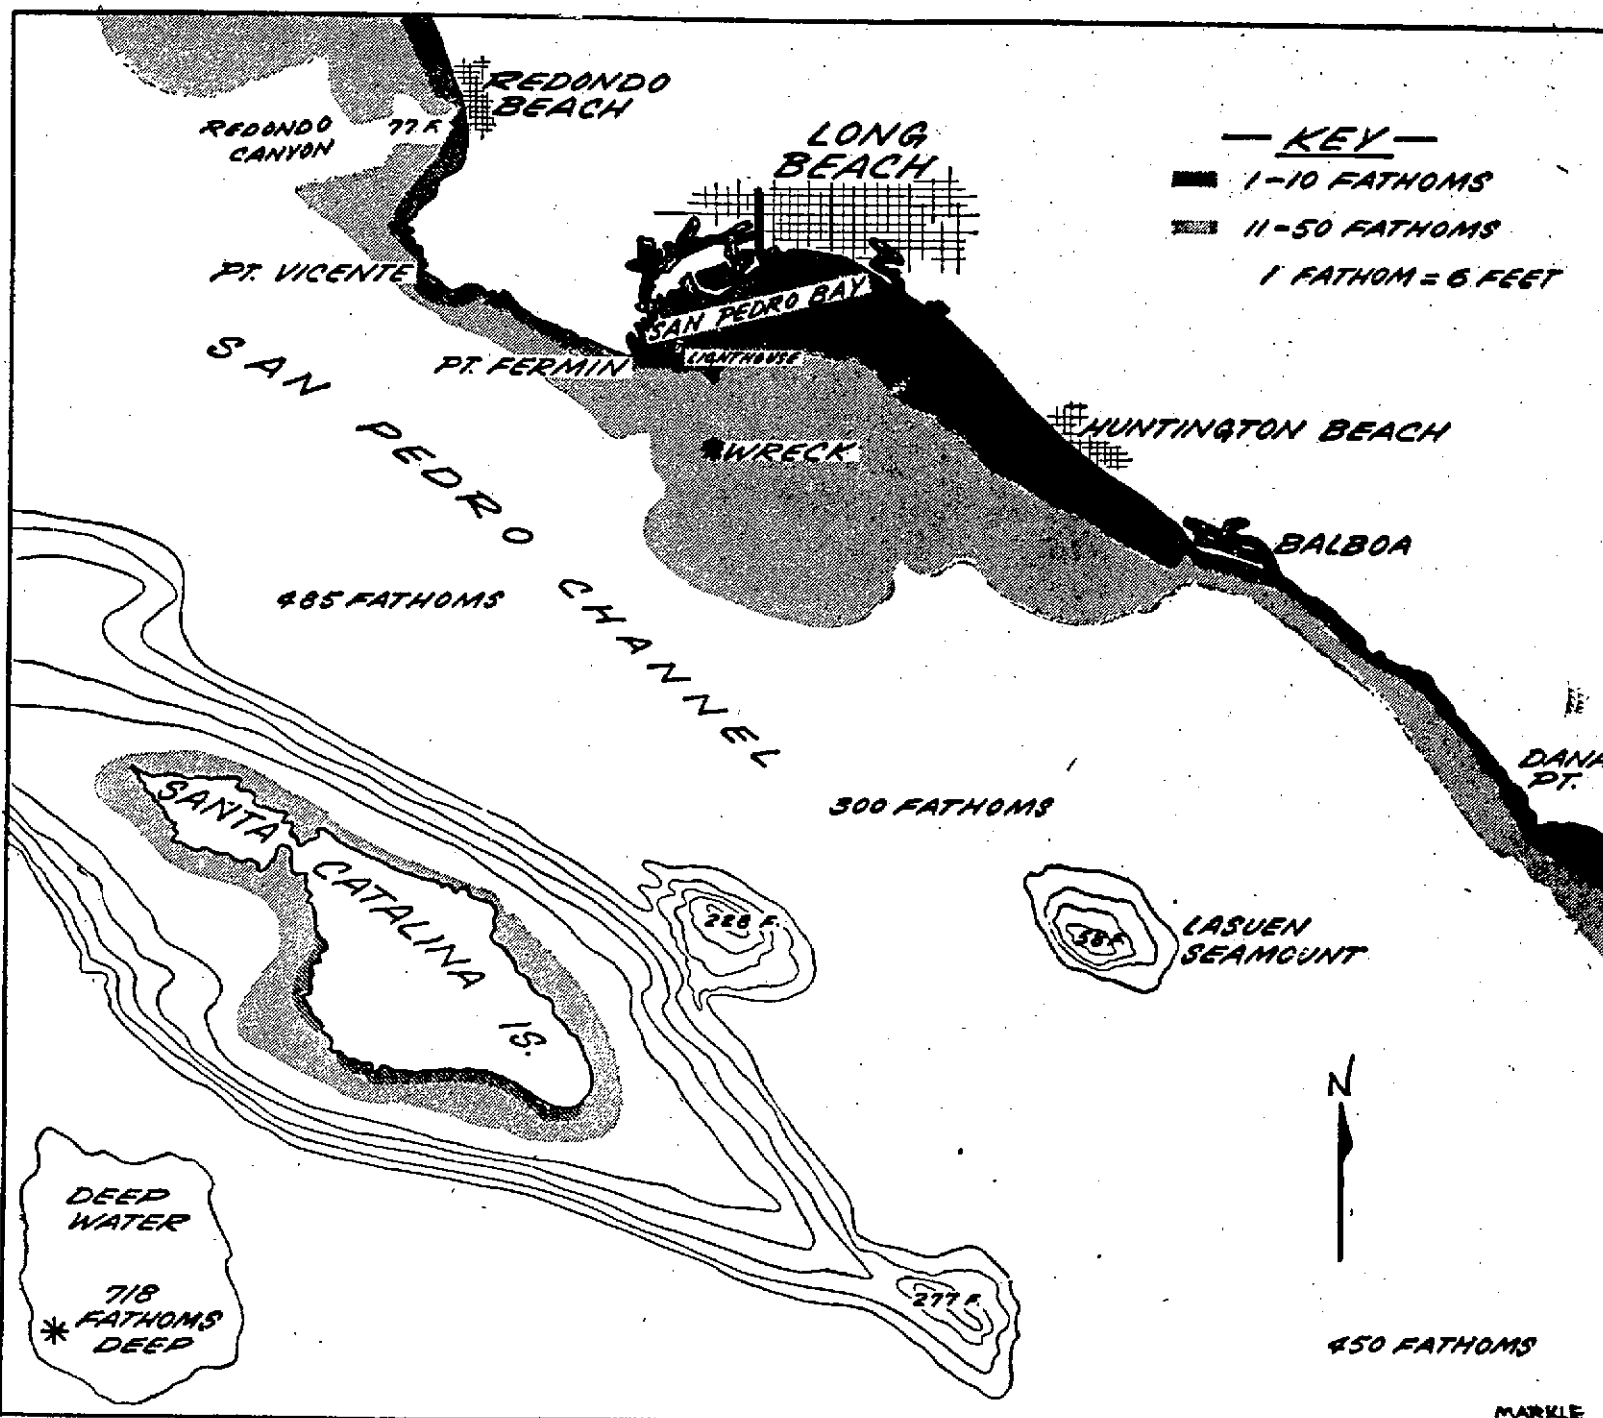 REDONDO
BEACH
REDONDO
CANYON
77 F.
LONG
BEACH
— KEY —
1-10 FATHOMS
11-50 FATHOMS
1 FATHOM = 6 FEET
PT. VICENTE
SAN PEDRO BAY
PT. FERMIN
LIGHTHOUSE
SAN PEDRO CHANNEL
WRECK
HUNTINGTON BEACH
BALBOA
485 FATHOMS
DANA
PT.
300 FATHOMS
SANTA
CATALINA
IS.
228 F.
58 F.
LASUEN
SEAMOUNT
N
DEEP
WATER
718
* FATHOMS
DEEP
277 F.
450 FATHOMS
MARKLE